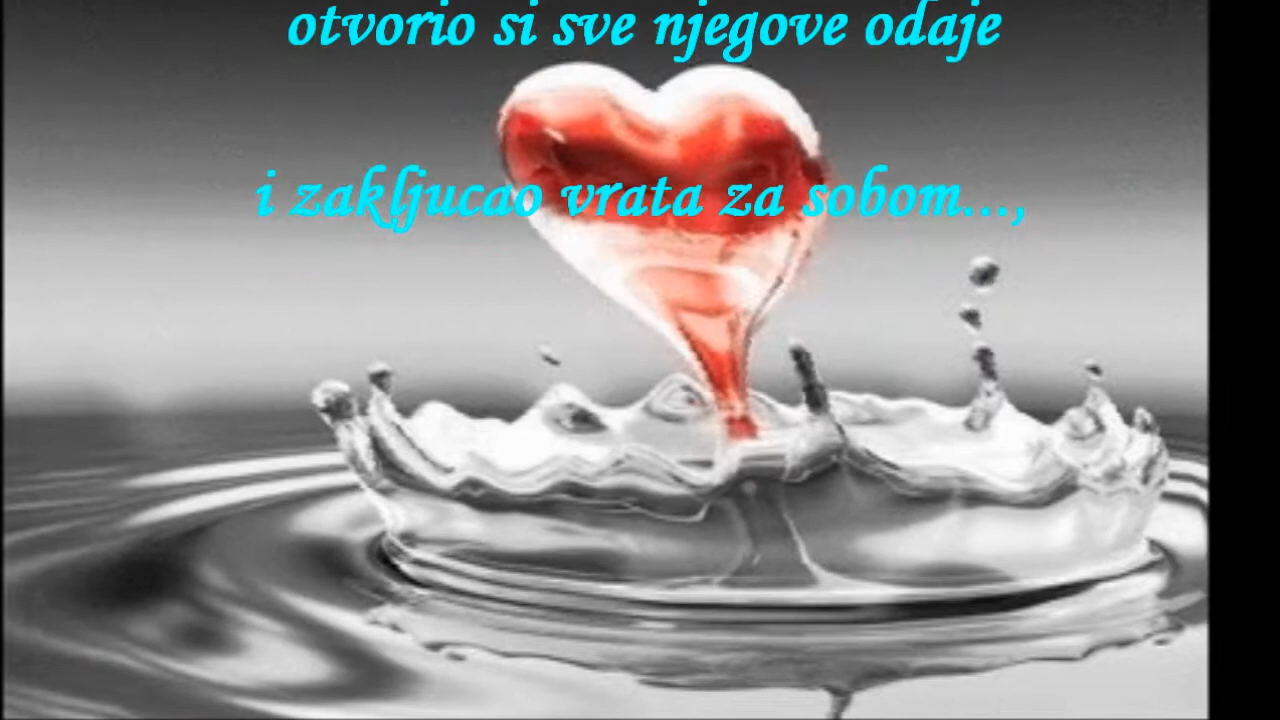 otvorio si sve njegove odaje
i zakljucao vrata za sobom...,